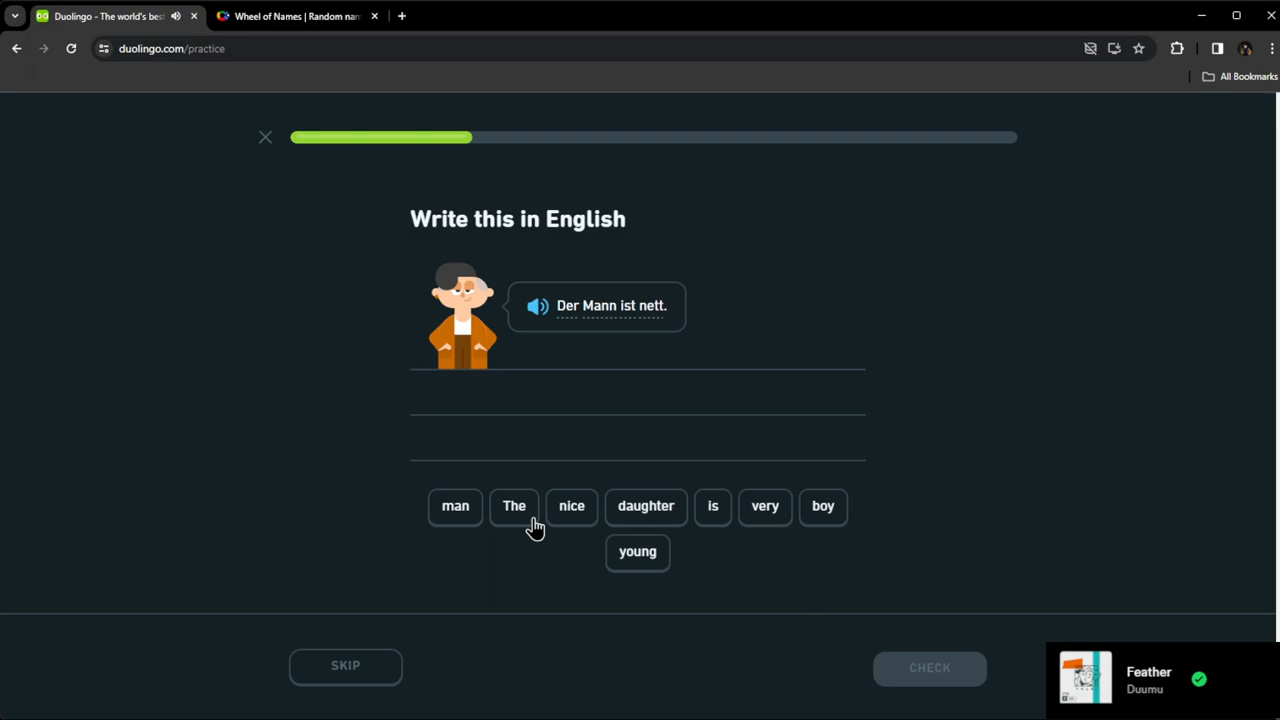 Duolingo - The world's best
Wheel of Names | Random nam
duolingo.com/practice
All Bookmarks
Write this in English
Der Mann ist nett.
man The nice daughter is very boy
young
SKIP
CHECK
Feather
Duumu